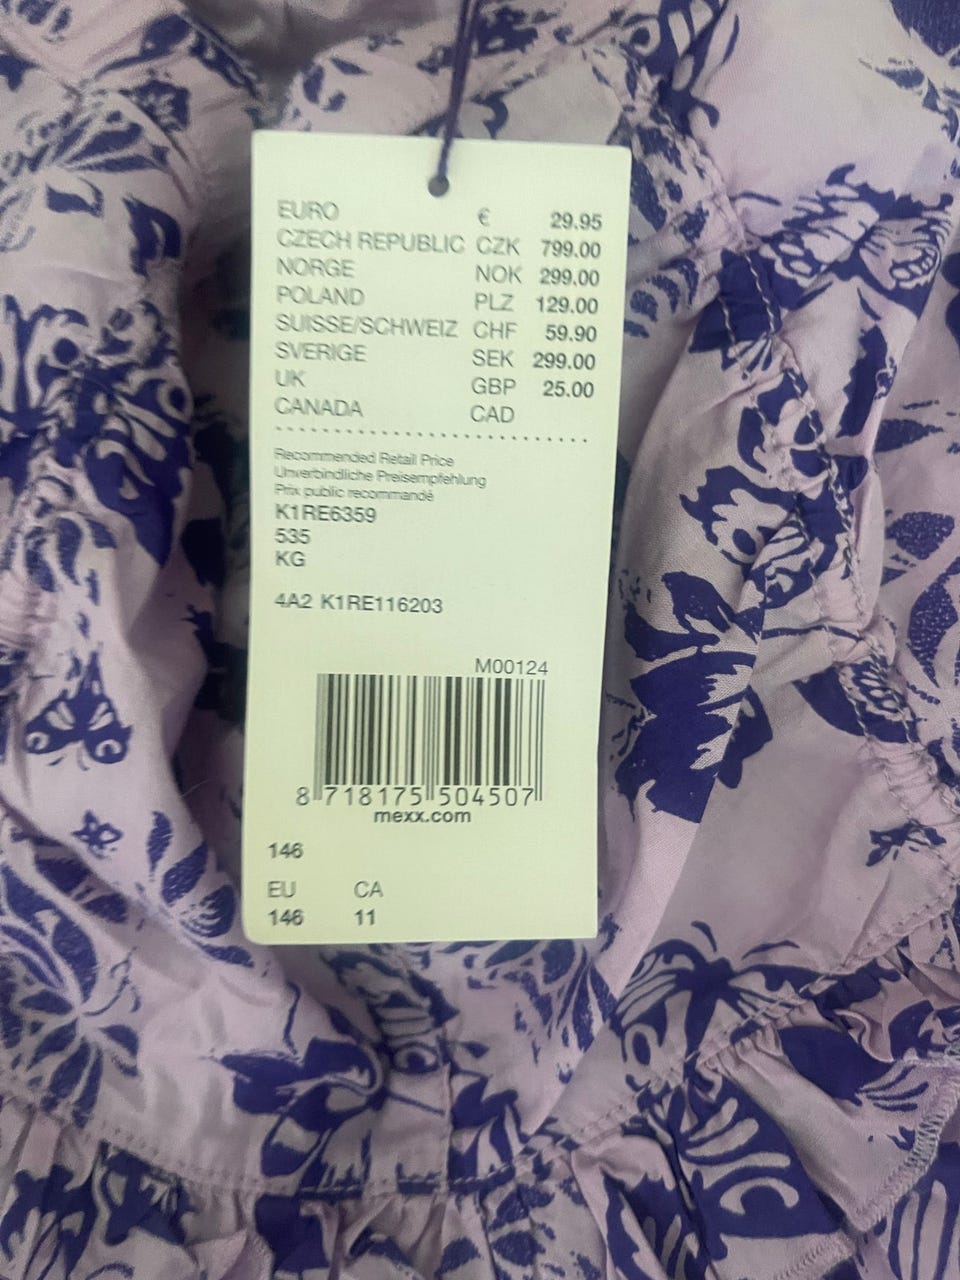 EURO € 29.95
CZECH REPUBLIC CZK 799.00
NORGE NOK 299.00
POLAND PLZ 129.00
SUISSE/SCHWEIZ CHF 59.90
SVERIGE SEK 299.00
UK GBP 25.00
CANADA CAD
Recommended Retail Price
Unverbindliche Preisempfehlung
Prix public recommandé
K1RE6359
535
KG
4A2 K1RE116203
M00124
8 718175 504507
mexx.com
146
EU CA
146 11